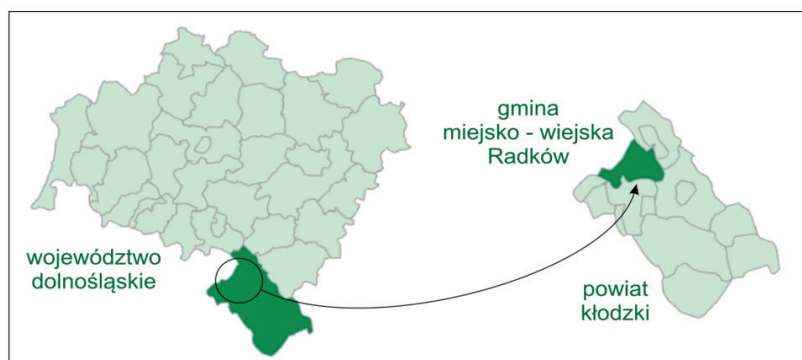 gmina
miejsko - wiejska
Radków
województwo
dolnośląskie
powiat
kłodzki